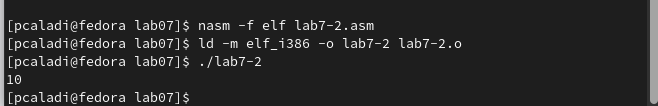 [pcaladi@fedora lab07]$ nasm -f elf lab7-2.asm
[pcaladi@fedora lab07]$ ld -m elf_i386 -o lab7-2 lab7-2.o
[pcaladi@fedora lab07]$ ./lab7-2
10
[pcaladi@fedora lab07]$